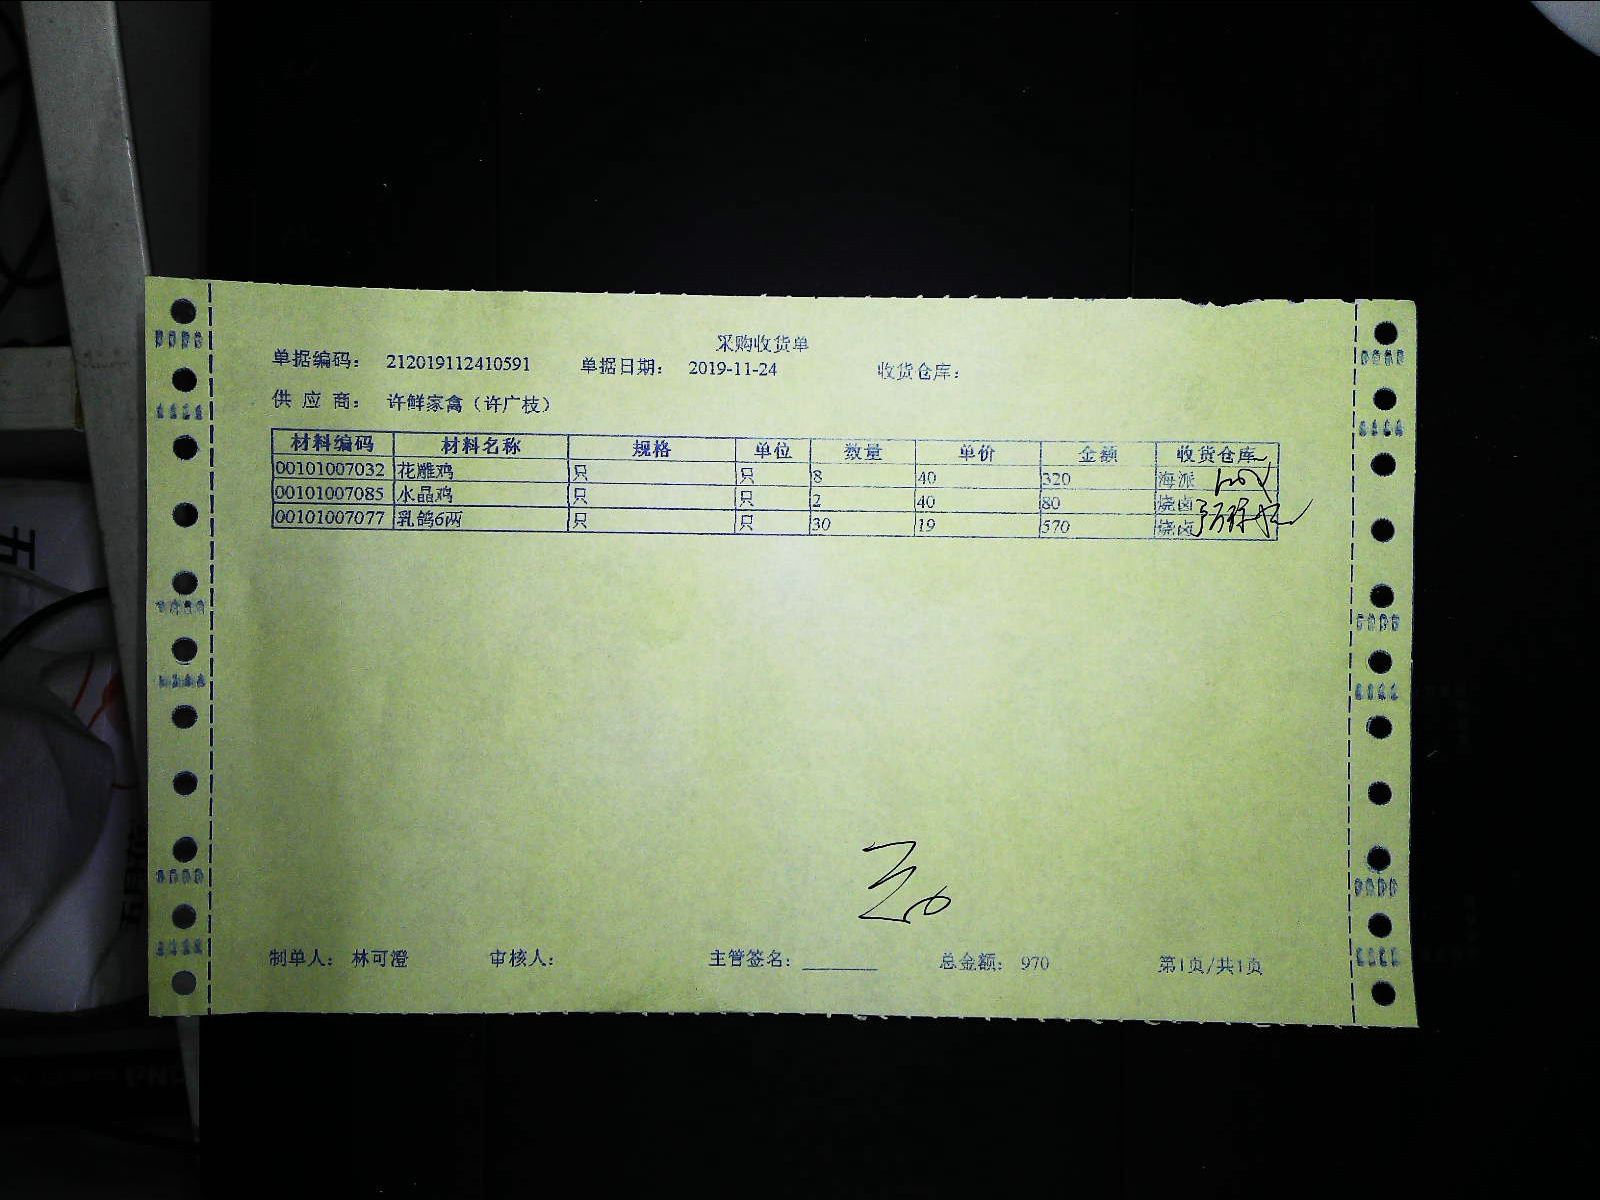 采购收货单
单据编码： 212019112410591 单据日期： 2019-11-24 收货仓库：
供 应 商： 许鲜家禽（许广枝）
材料编码 材料名称 规格 单位 数量 单价 金额 收货仓库
00101007032 花雕鸡 只 只 8 40 320 海派
00101007085 水晶鸡 只 只 2 40 80 烧卤
00101007077 乳鸽6两 只 只 30 19 570 烧卤
制单人： 林可澄 审核人： 主管签名：________ 总金额： 970 第1页/共1页
五